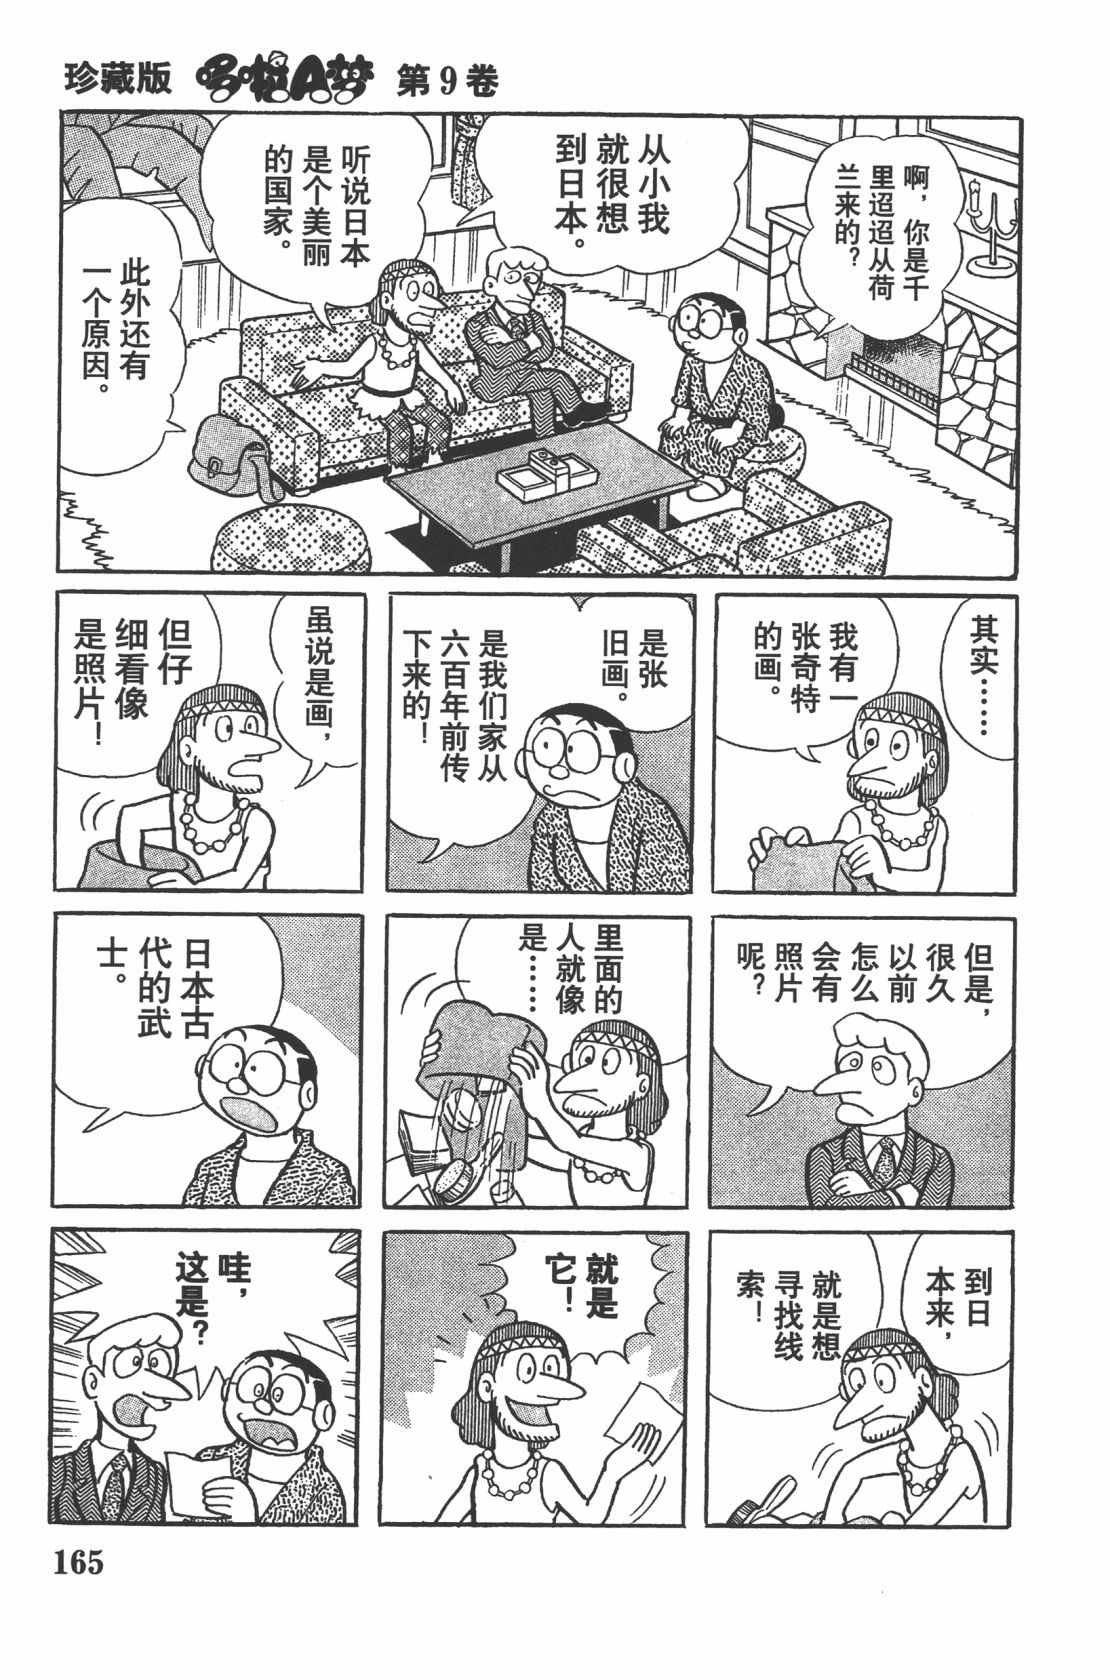 珍藏版 哆啦A梦 第9卷
啊，你是千
里迢迢从荷
兰来的？
从小我
就很想
到日本。
听说日本
是个美丽
的国家。
此外还有
一个原因。
其实……
我有一
张奇特
的画。
是张
旧画。
是我们家从
六百年前传
下来的！
虽说是画，
但仔
细看像
是照片！
但是，
很久
以前
怎么
会有
照片
呢？
里面的
人就像
是……
日本古
代的武
士。
到日
本来，
就是想
寻找线
索！
就是
它！
哇，
这是？
165